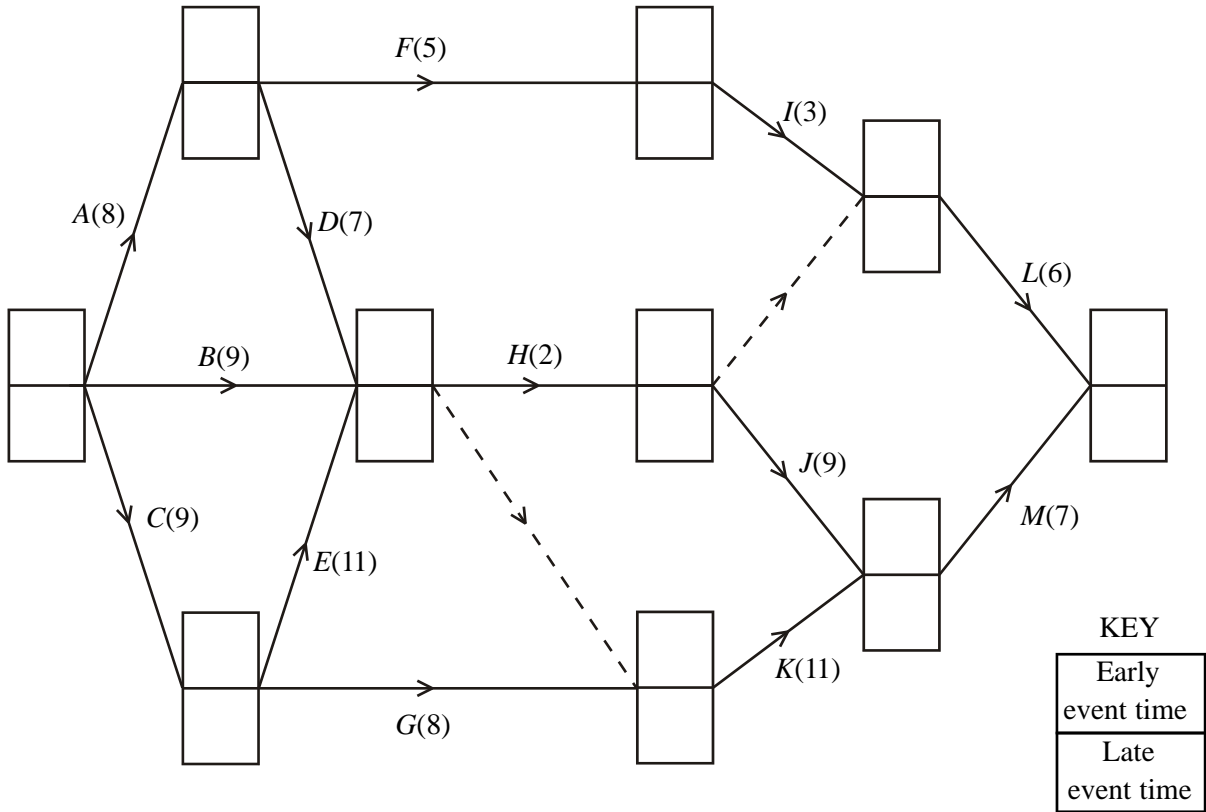 F(5)
I(3)
A(8)
D(7)
L(6)
B(9)
H(2)
J(9)
C(9)
E(11)
M(7)
K(11)
G(8)
KEY
Early
event time
Late
event time